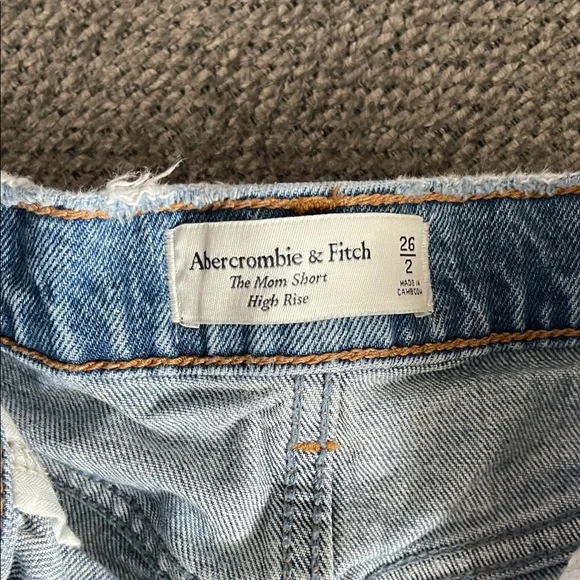 Abercrombie & Fitch
The Mom Short
High Rise
26
2
MADE IN
CAMBODIA